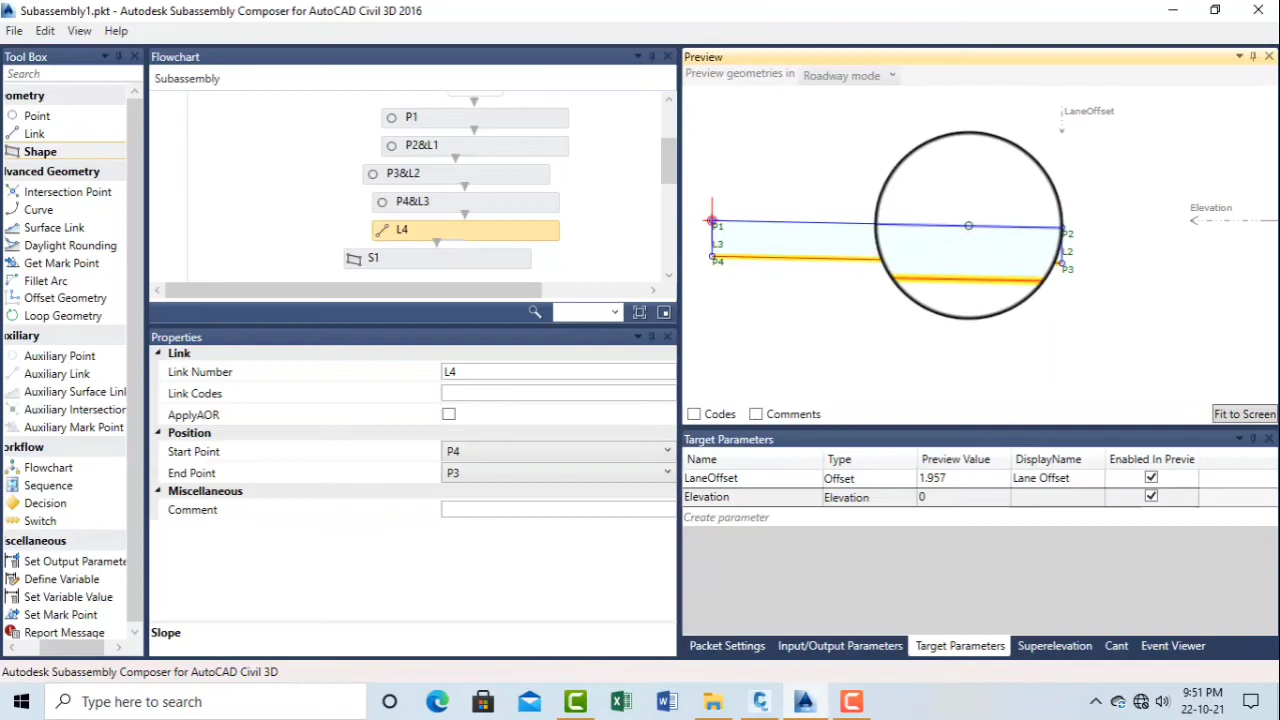 Subassembly1.pkt - Autodesk Subassembly Composer for AutoCAD Civil 3D 2016
File Edit View Help
Tool Box
Search
ometry
Point
Link
Shape
dvanced Geometry
Intersection Point
Curve
Surface Link
Daylight Rounding
Get Mark Point
Fillet Arc
Offset Geometry
Loop Geometry
uxiliary
Auxiliary Point
Auxiliary Link
Auxiliary Surface Link
Auxiliary Intersection
Auxiliary Mark Point
orkflow
Flowchart
Sequence
Decision
Switch
iscellaneous
Set Output Paramete
Define Variable
Set Variable Value
Set Mark Point
Report Message
Flowchart
Subassembly
P1
P2&L1
P3&L2
P4&L3
L4
S1
Properties
Link
Link Number L4
Link Codes
ApplyAOR
Position
Start Point P4
End Point P3
Miscellaneous
Comment
Slope
Preview
Preview geometries in Roadway mode
LaneOffset
Elevation
P1
L3
P4
P2
L2
P3
Codes Comments Fit to Screen
Target Parameters
Name Type Preview Value DisplayName Enabled In Previe
LaneOffset Offset 1.957 Lane Offset
Elevation Elevation 0
Create parameter
Packet Settings Input/Output Parameters Target Parameters Superelevation Cant Event Viewer
Autodesk Subassembly Composer for AutoCAD Civil 3D
Type here to search
9:51 PM
22-10-21